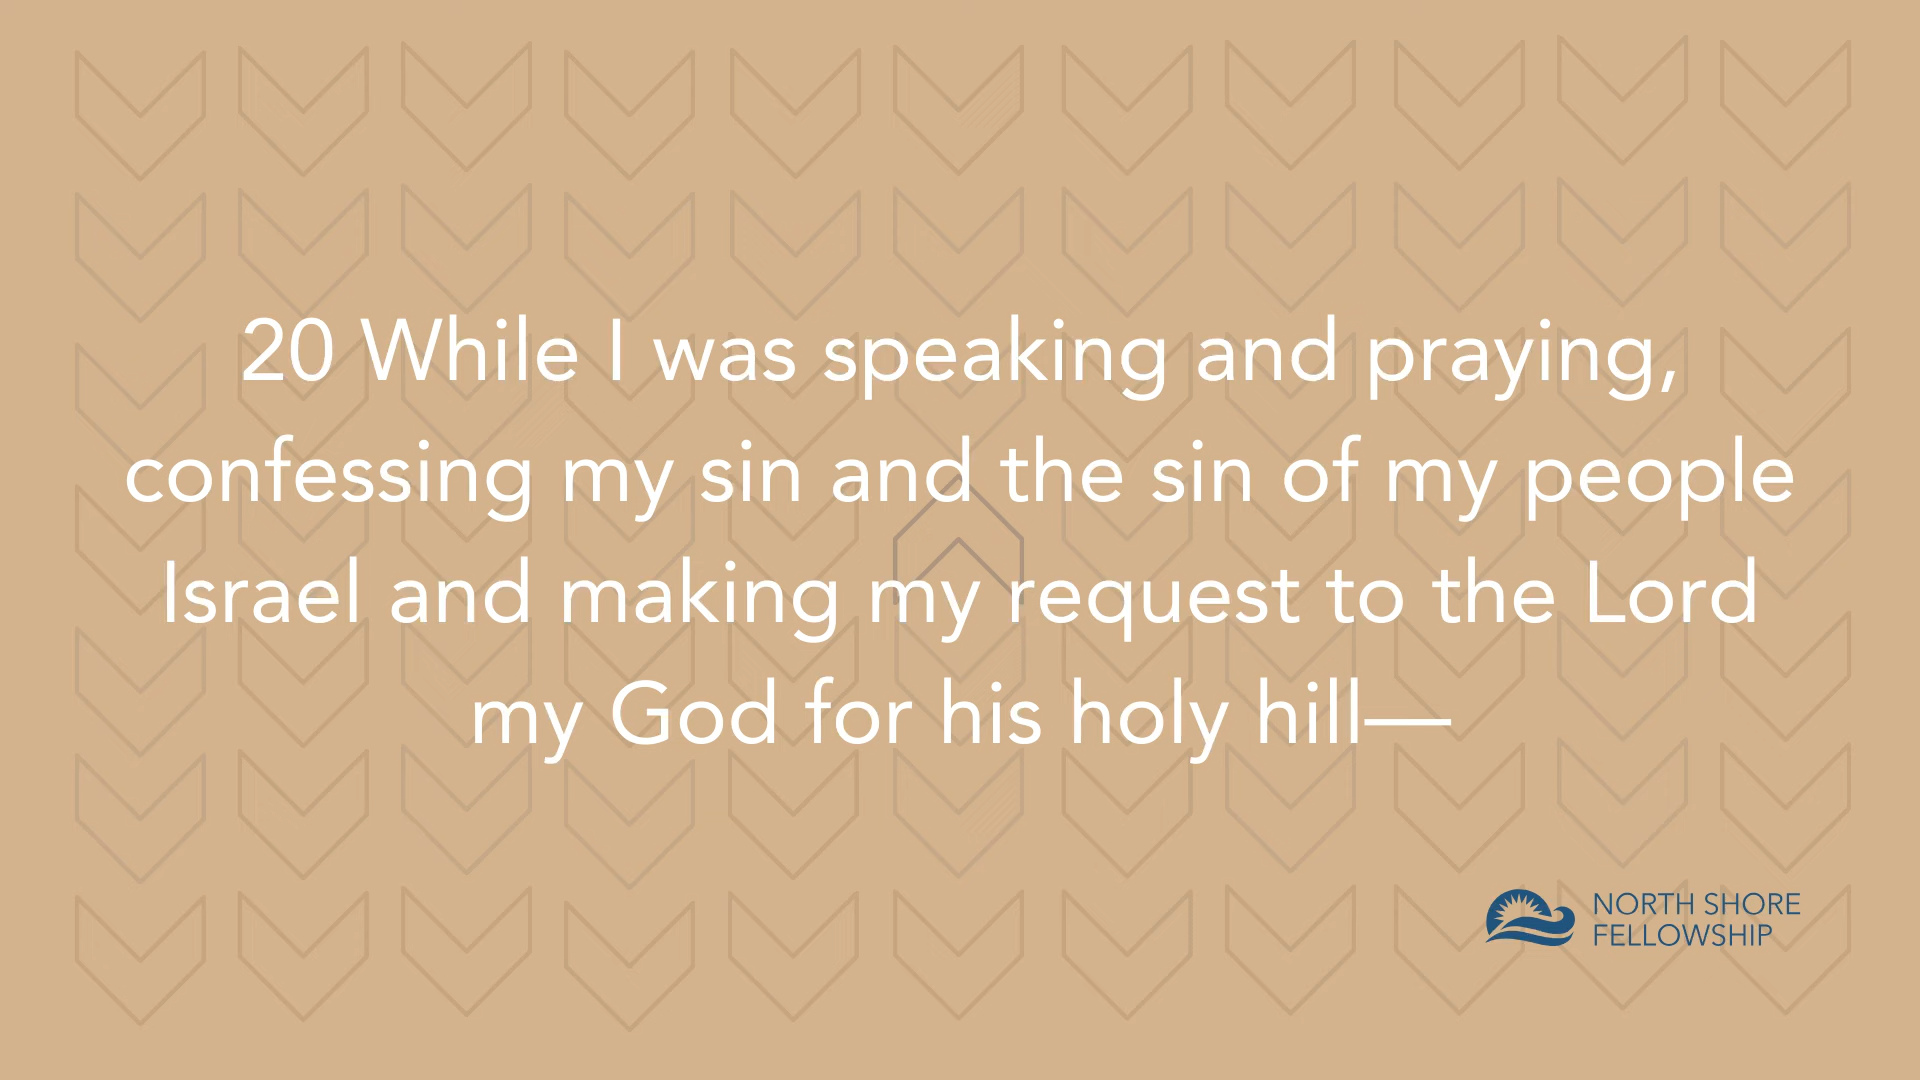 20 While I was speaking and praying,
confessing my sin and the sin of my people
Israel and making my request to the Lord
my God for his holy hill—
NORTH SHORE
FELLOWSHIP